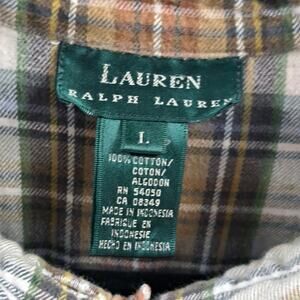 LAUREN
RALPH LAUREN
L
100% COTTON/
COTON/
ALGODON
RN 54050
CA 08349
MADE IN INDONESIA
FABRIQUE EN
INDONESIE
HECHO EN INDONESIA